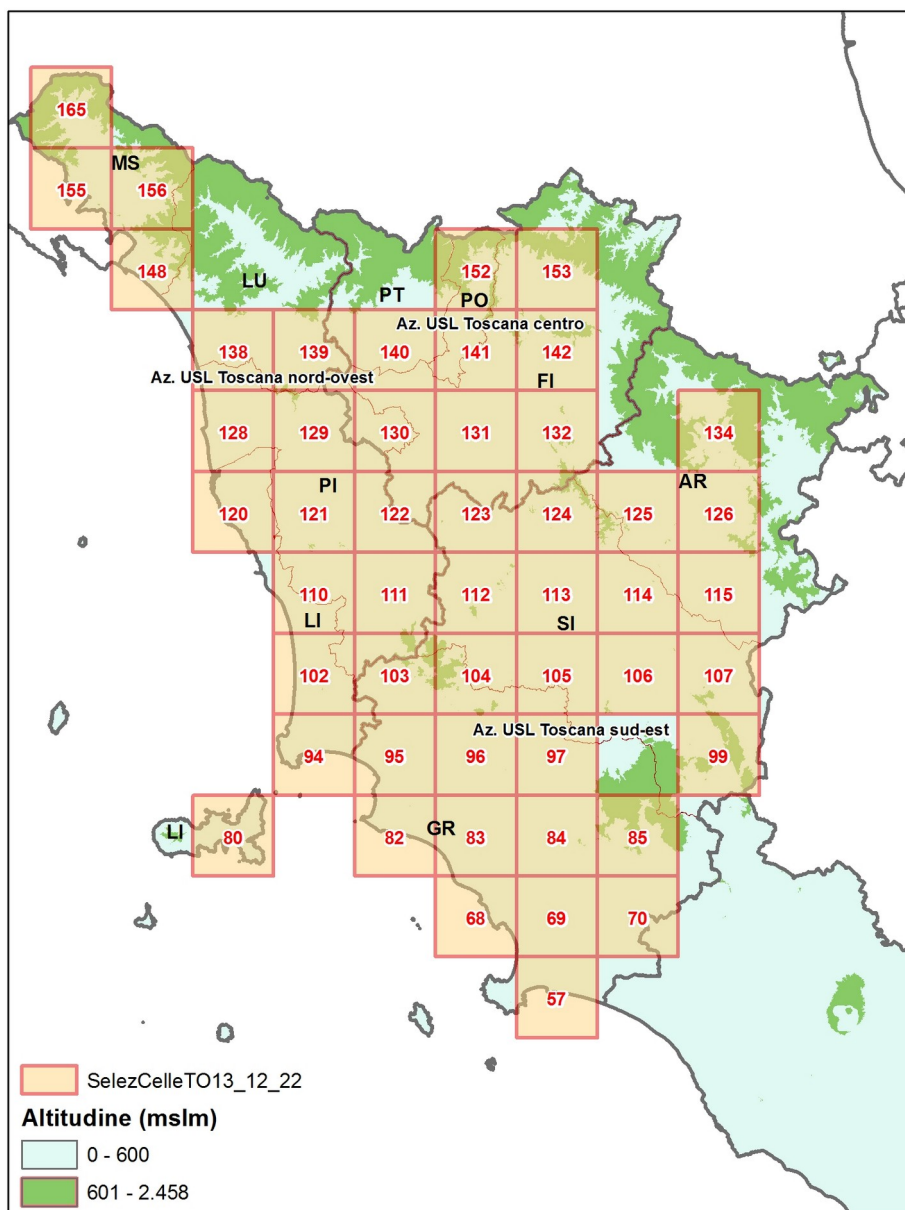 165
MS
155 156
148 LU 152 153
PT PO
Az. USL Toscana centro
138 139 140 141 142
Az. USL Toscana nord-ovest FI
128 129 130 131 132 134
PI AR
120 121 122 123 124 125 126
110 111 112 113 114 115
LI SI
102 103 104 105 106 107
Az. USL Toscana sud-est
94 95 96 97 99
LI GR
80 82 83 84 85
68 69 70
57
SelezCelleTO13_12_22
Altitudine (mslm)
0 - 600
601 - 2.458